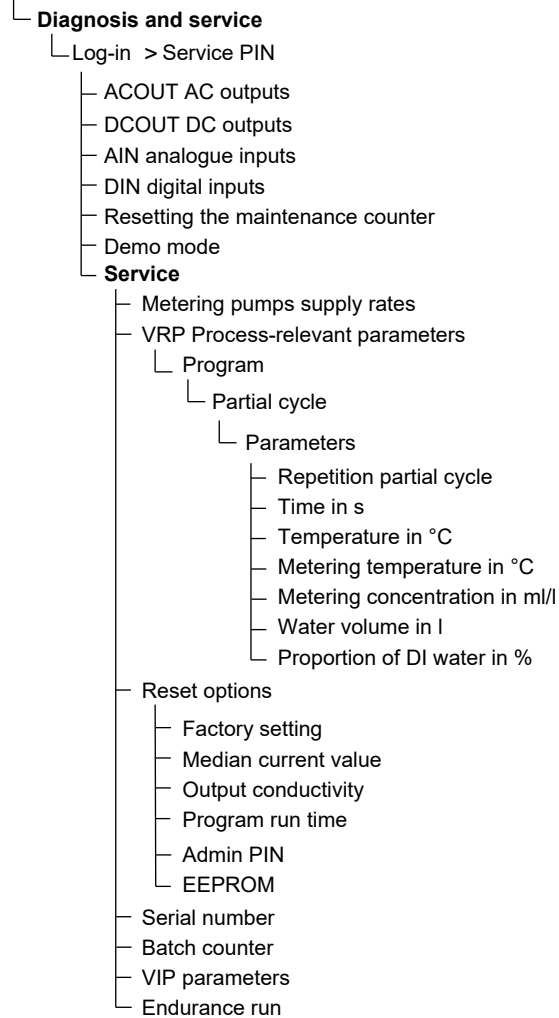 Diagnosis and service
Log-in > Service PIN
ACOUT AC outputs
DCOUT DC outputs
AIN analogue inputs
DIN digital inputs
Resetting the maintenance counter
Demo mode
Service
Metering pumps supply rates
VRP Process-relevant parameters
Program
Partial cycle
Parameters
Repetition partial cycle
Time in s
Temperature in °C
Metering temperature in °C
Metering concentration in ml/l
Water volume in l
Proportion of DI water in %
Reset options
Factory setting
Median current value
Output conductivity
Program run time
Admin PIN
EEPROM
Serial number
Batch counter
VIP parameters
Endurance run